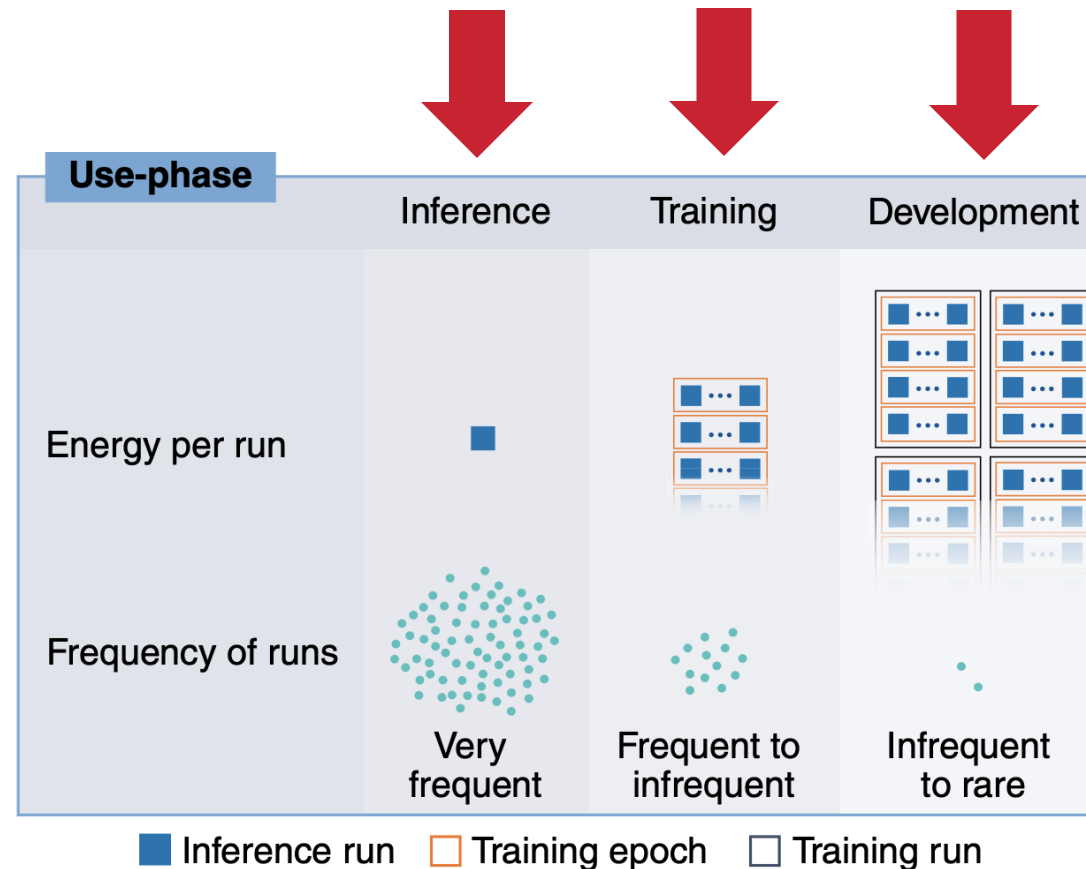 Use-phase
Inference Training Development
Energy per run
Frequency of runs
Very frequent
Frequent to infrequent
Infrequent to rare
Inference run Training epoch Training run